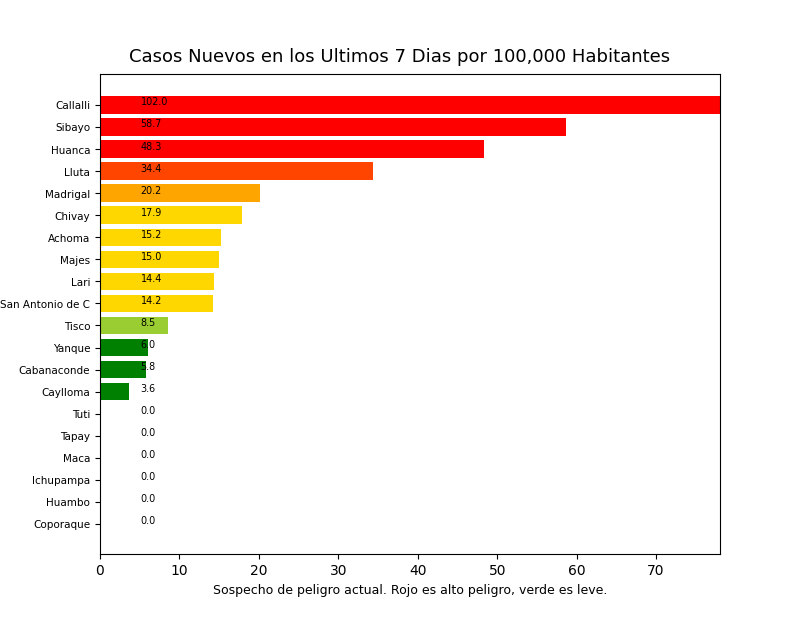 Casos Nuevos en los Ultimos 7 Dias por 100,000 Habitantes
Callalli 102.0
Sibayo 58.7
Huanca 48.3
Lluta 34.4
Madrigal 20.2
Chivay 17.9
Achoma 15.2
Majes 15.0
Lari 14.4
San Antonio de C 14.2
Tisco 8.5
Yanque 6.0
Cabanaconde 5.8
Caylloma 3.6
Tuti 0.0
Tapay 0.0
Maca 0.0
Ichupampa 0.0
Huambo 0.0
Coporaque 0.0
0 10 20 30 40 50 60 70
Sospecho de peligro actual. Rojo es alto peligro, verde es leve.